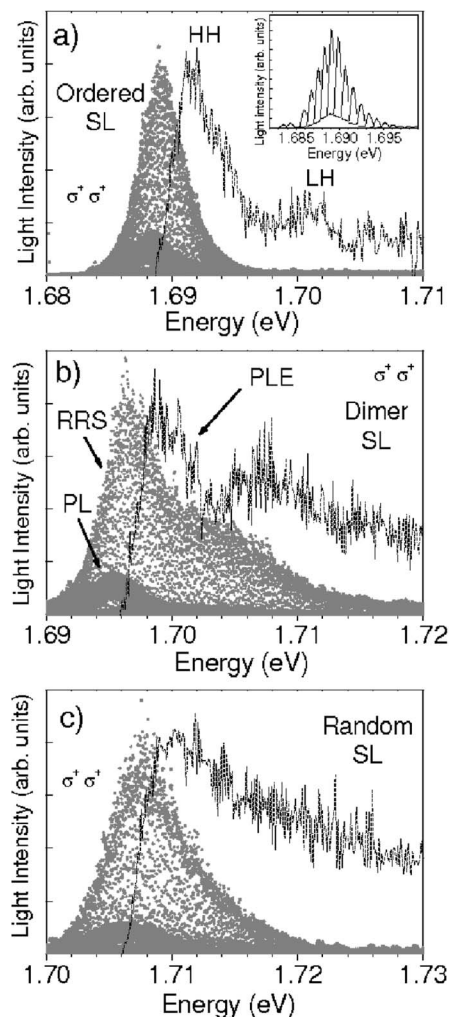 a)
HH
Ordered
SL
σ⁺ σ⁺
LH
Light Intensity (arb. units)
1.685 1.690 1.695
Energy (eV)
Light Intensity (arb. units)
1.68 1.69 1.70 1.71
Energy (eV)
b)
PLE
σ⁺ σ⁺
RRS
Dimer
SL
PL
Light Intensity (arb. units)
1.69 1.70 1.71 1.72
Energy (eV)
c)
Random
SL
σ⁺ σ⁺
Light Intensity (arb. units)
1.70 1.71 1.72 1.73
Energy (eV)